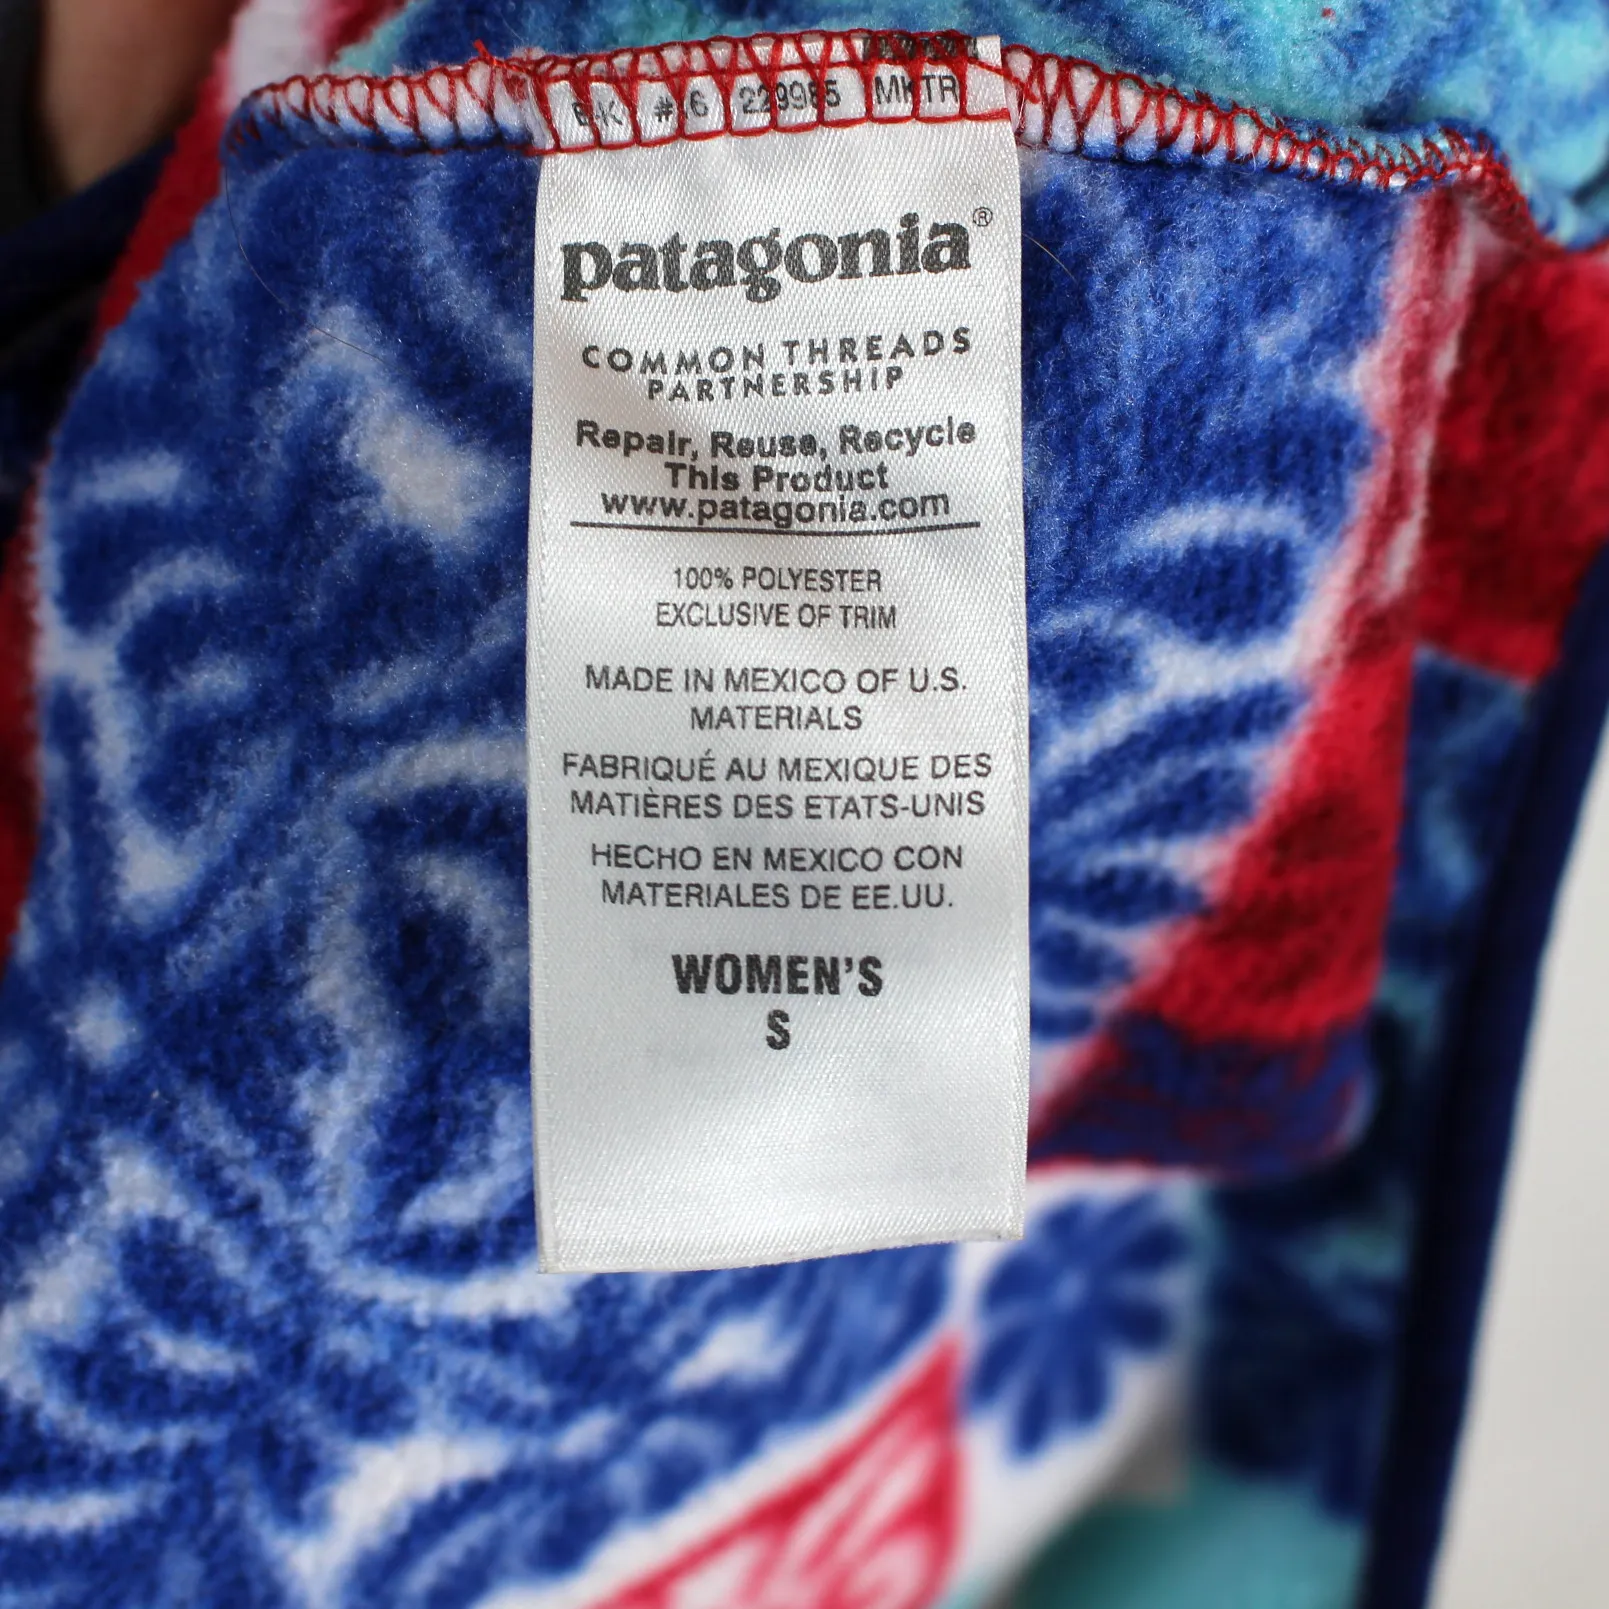 patagonia®
COMMON THREADS
PARTNERSHIP
Repair, Reuse, Recycle
This Product
www.patagonia.com
100% POLYESTER
EXCLUSIVE OF TRIM
MADE IN MEXICO OF U.S.
MATERIALS
FABRIQUÉ AU MEXIQUE DES
MATIÈRES DES ETATS-UNIS
HECHO EN MEXICO CON
MATERIALES DE EE.UU.
WOMEN'S
S